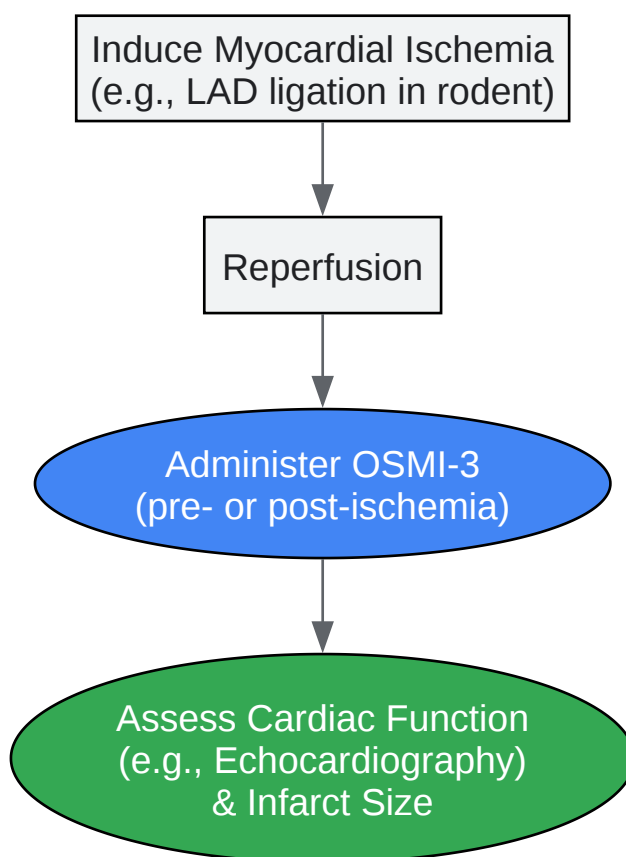 Induce Myocardial Ischemia
(e.g., LAD ligation in rodent)
Reperfusion
Administer OSMI-3
(pre- or post-ischemia)
Assess Cardiac Function
(e.g., Echocardiography)
& Infarct Size